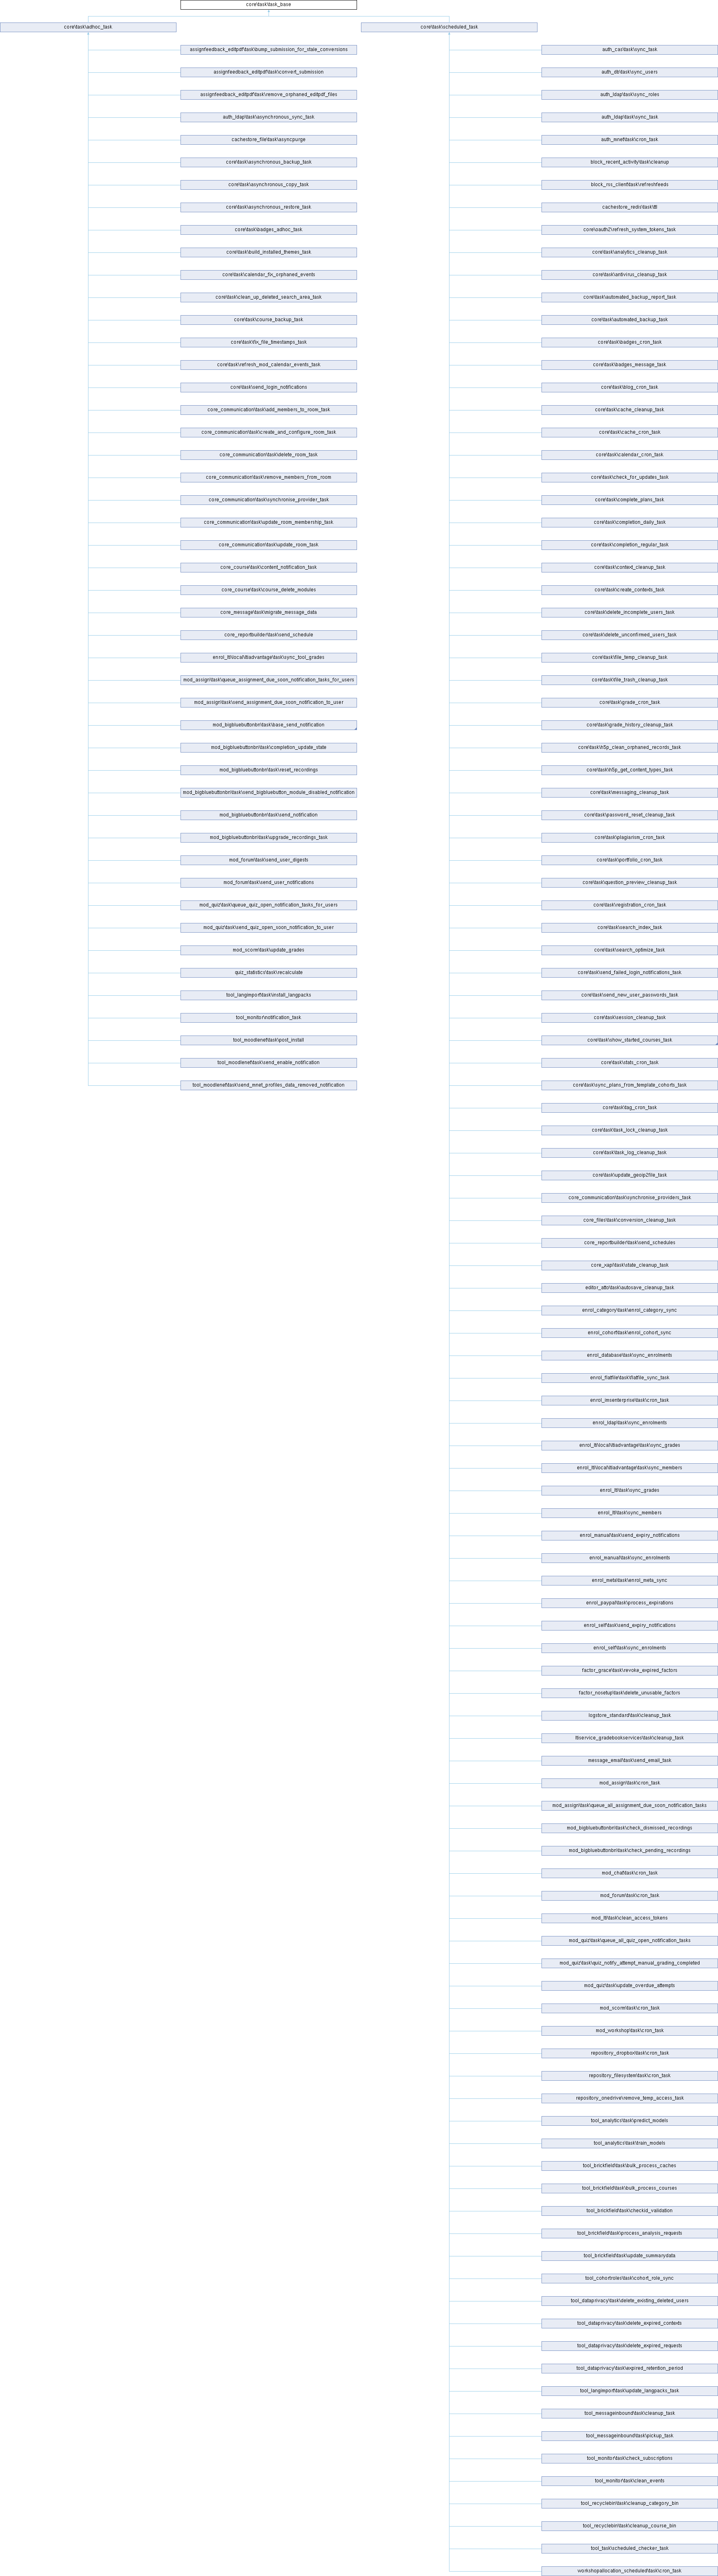 core\task\task_base
core\task\adhoc_task
core\task\scheduled_task
assignfeedback_editpdf\task\bump_submission_for_stale_conversions
assignfeedback_editpdf\task\convert_submission
assignfeedback_editpdf\task\remove_orphaned_editpdf_files
auth_ldap\task\asynchronous_sync_task
cachestore_file\task\asyncpurge
core\task\asynchronous_backup_task
core\task\asynchronous_copy_task
core\task\asynchronous_restore_task
core\task\badges_adhoc_task
core\task\build_installed_themes_task
core\task\calendar_fix_orphaned_events
core\task\clean_up_deleted_search_area_task
core\task\course_backup_task
core\task\fix_file_timestamps_task
core\task\refresh_mod_calendar_events_task
core\task\send_login_notifications
core_communication\task\add_members_to_room_task
core_communication\task\create_and_configure_room_task
core_communication\task\delete_room_task
core_communication\task\remove_members_from_room
core_communication\task\synchronise_provider_task
core_communication\task\update_room_membership_task
core_communication\task\update_room_task
core_course\task\content_notification_task
core_course\task\course_delete_modules
core_message\task\migrate_message_data
core_reportbuilder\task\send_schedule
enrol_lti\local\ltiadvantage\task\sync_tool_grades
mod_assign\task\queue_assignment_due_soon_notification_tasks_for_users
mod_assign\task\send_assignment_due_soon_notification_to_user
mod_bigbluebuttonbn\task\base_send_notification
mod_bigbluebuttonbn\task\completion_update_state
mod_bigbluebuttonbn\task\reset_recordings
mod_bigbluebuttonbn\task\send_bigbluebutton_module_disabled_notification
mod_bigbluebuttonbn\task\send_notification
mod_bigbluebuttonbn\task\upgrade_recordings_task
mod_forum\task\send_user_digests
mod_forum\task\send_user_notifications
mod_quiz\task\queue_quiz_open_notification_tasks_for_users
mod_quiz\task\send_quiz_open_soon_notification_to_user
mod_scorm\task\update_grades
quiz_statistics\task\recalculate
tool_langimport\task\install_langpacks
tool_monitor\notification_task
tool_moodlenet\task\post_install
tool_moodlenet\task\send_enable_notification
tool_moodlenet\task\send_mnet_profiles_data_removed_notification
auth_cas\task\sync_task
auth_db\task\sync_users
auth_ldap\task\sync_roles
auth_ldap\task\sync_task
auth_mnet\task\cron_task
block_recent_activity\task\cleanup
block_rss_client\task\refreshfeeds
cachestore_redis\task\ttl
core\oauth2\refresh_system_tokens_task
core\task\analytics_cleanup_task
core\task\antivirus_cleanup_task
core\task\automated_backup_report_task
core\task\automated_backup_task
core\task\badges_cron_task
core\task\badges_message_task
core\task\blog_cron_task
core\task\cache_cleanup_task
core\task\cache_cron_task
core\task\calendar_cron_task
core\task\check_for_updates_task
core\task\complete_plans_task
core\task\completion_daily_task
core\task\completion_regular_task
core\task\context_cleanup_task
core\task\create_contexts_task
core\task\delete_incomplete_users_task
core\task\delete_unconfirmed_users_task
core\task\file_temp_cleanup_task
core\task\file_trash_cleanup_task
core\task\grade_cron_task
core\task\grade_history_cleanup_task
core\task\h5p_clean_orphaned_records_task
core\task\h5p_get_content_types_task
core\task\messaging_cleanup_task
core\task\password_reset_cleanup_task
core\task\plagiarism_cron_task
core\task\portfolio_cron_task
core\task\question_preview_cleanup_task
core\task\registration_cron_task
core\task\search_index_task
core\task\search_optimize_task
core\task\send_failed_login_notifications_task
core\task\send_new_user_passwords_task
core\task\session_cleanup_task
core\task\show_started_courses_task
core\task\stats_cron_task
core\task\sync_plans_from_template_cohorts_task
core\task\tag_cron_task
core\task\task_lock_cleanup_task
core\task\task_log_cleanup_task
core\task\update_geoip2file_task
core_communication\task\synchronise_providers_task
core_files\task\conversion_cleanup_task
core_reportbuilder\task\send_schedules
core_xapi\task\state_cleanup_task
editor_atto\task\autosave_cleanup_task
enrol_category\task\enrol_category_sync
enrol_cohort\task\enrol_cohort_sync
enrol_database\task\sync_enrolments
enrol_flatfile\task\flatfile_sync_task
enrol_imsenterprise\task\cron_task
enrol_ldap\task\sync_enrolments
enrol_lti\local\ltiadvantage\task\sync_grades
enrol_lti\local\ltiadvantage\task\sync_members
enrol_lti\task\sync_grades
enrol_lti\task\sync_members
enrol_manual\task\send_expiry_notifications
enrol_manual\task\sync_enrolments
enrol_meta\task\enrol_meta_sync
enrol_paypal\task\process_expirations
enrol_self\task\send_expiry_notifications
enrol_self\task\sync_enrolments
factor_grace\task\revoke_expired_factors
factor_nosetup\task\delete_unusable_factors
logstore_standard\task\cleanup_task
ltiservice_gradebookservices\task\cleanup_task
message_email\task\send_email_task
mod_assign\task\cron_task
mod_assign\task\queue_all_assignment_due_soon_notification_tasks
mod_bigbluebuttonbn\task\check_dismissed_recordings
mod_bigbluebuttonbn\task\check_pending_recordings
mod_chat\task\cron_task
mod_forum\task\cron_task
mod_lti\task\clean_access_tokens
mod_quiz\task\queue_all_quiz_open_notification_tasks
mod_quiz\task\quiz_notify_attempt_manual_grading_completed
mod_quiz\task\update_overdue_attempts
mod_scorm\task\cron_task
mod_workshop\task\cron_task
repository_dropbox\task\cron_task
repository_filesystem\task\cron_task
repository_onedrive\remove_temp_access_task
tool_analytics\task\predict_models
tool_analytics\task\train_models
tool_brickfield\task\bulk_process_caches
tool_brickfield\task\bulk_process_courses
tool_brickfield\task\checkid_validation
tool_brickfield\task\process_analysis_requests
tool_brickfield\task\update_summarydata
tool_cohortroles\task\cohort_role_sync
tool_dataprivacy\task\delete_existing_deleted_users
tool_dataprivacy\task\delete_expired_contexts
tool_dataprivacy\task\delete_expired_requests
tool_dataprivacy\task\expired_retention_period
tool_langimport\task\update_langpacks_task
tool_messageinbound\task\cleanup_task
tool_messageinbound\task\pickup_task
tool_monitor\task\check_subscriptions
tool_monitor\task\clean_events
tool_recyclebin\task\cleanup_category_bin
tool_recyclebin\task\cleanup_course_bin
tool_task\scheduled_checker_task
workshopallocation_scheduled\task\cron_task